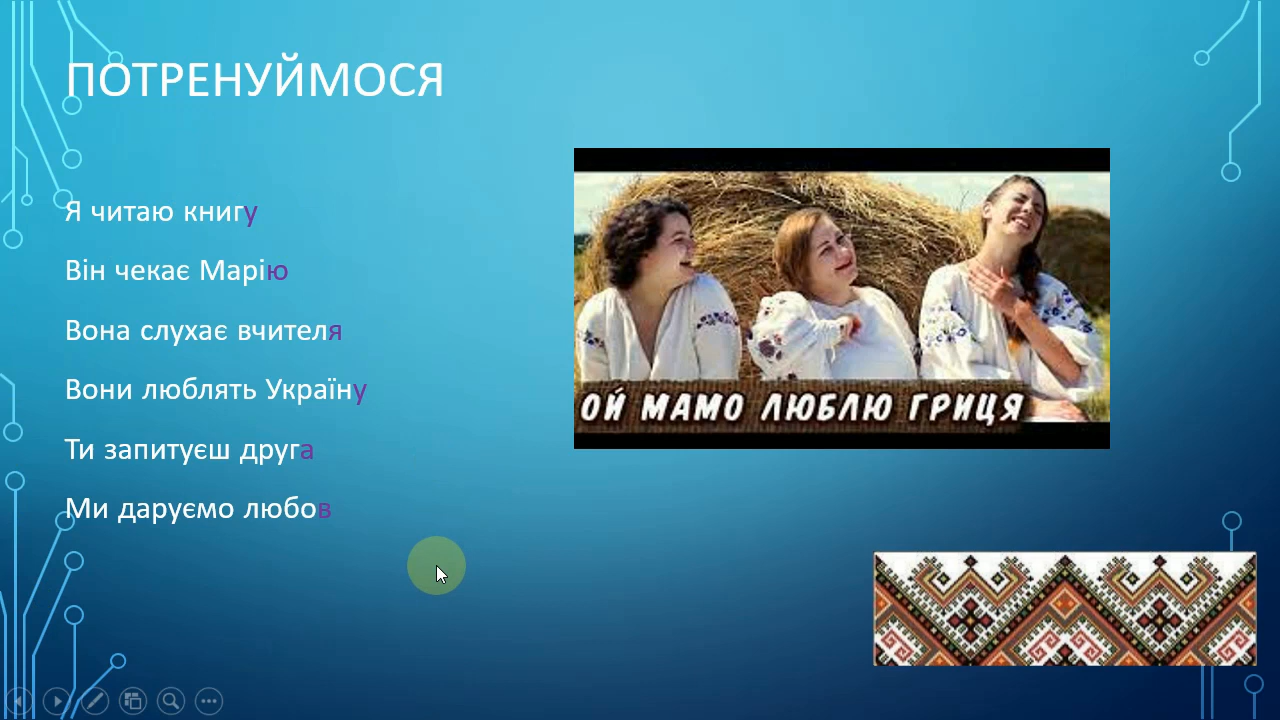 ПОТРЕНУЙМОСЯ
Я читаю книгу
Він чекає Марію
Вона слухає вчителя
Вони люблять Україну
Ти запитуєш друга
Ми даруємо любов
ОЙ МАМО ЛЮБЛЮ ГРИЦЯ